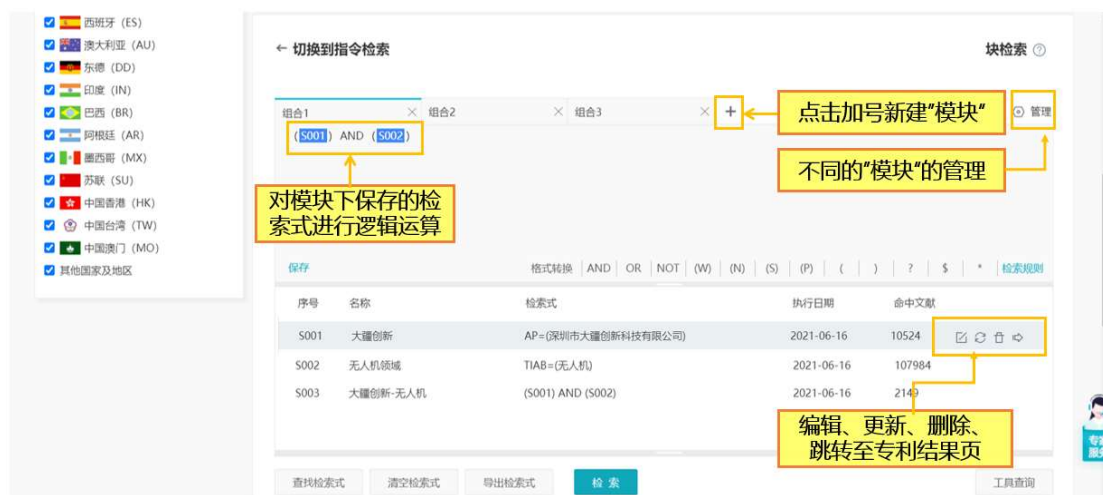 西班牙 (ES)
澳大利亚 (AU)
东德 (DD)
印度 (IN)
巴西 (BR)
阿根廷 (AR)
墨西哥 (MX)
苏联 (SU)
中国香港 (HK)
中国台湾 (TW)
中国澳门 (MO)
其他国家及地区
← 切换到指令检索
块检索
组合1 × 组合2 × 组合3 × +
管理
(S001) AND (S002)
点击加号新建"模块"
不同的"模块"的管理
对模块下保存的检
索式进行逻辑运算
保存
格式转换 | AND | OR | NOT | (W) | (N) | (S) | (P) | ( | ) | ? | $ | * | 检索规则
序号 名称 检索式 执行日期 命中文献
S001 大疆创新 AP=(深圳市大疆创新科技有限公司) 2021-06-16 10524
S002 无人机领域 TIAB=(无人机) 2021-06-16 107984
S003 大疆创新-无人机 (S001) AND (S002) 2021-06-16 2149
编辑、更新、删除、
跳转至专利结果页
查找检索式 清空检索式 导出检索式 检 索 工具查询